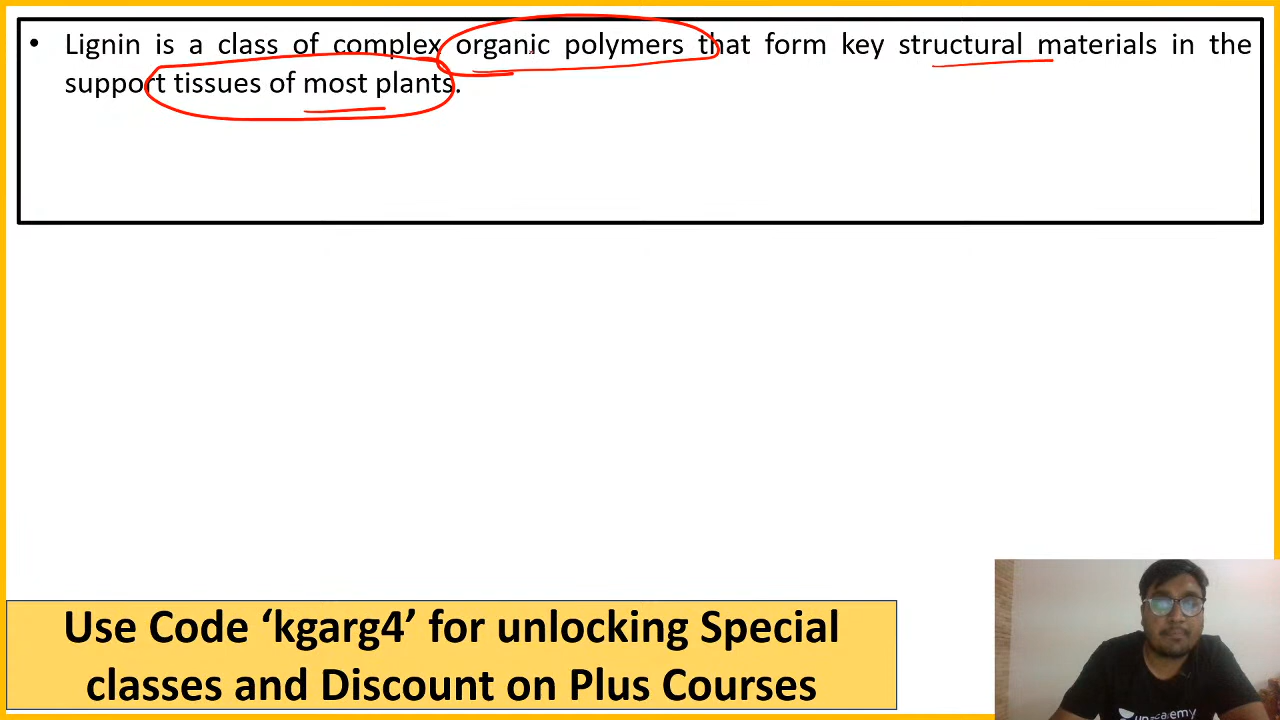 • Lignin is a class of complex organic polymers that form key structural materials in the
support tissues of most plants.
Use Code ‘kgarg4’ for unlocking Special
classes and Discount on Plus Courses
unacademy